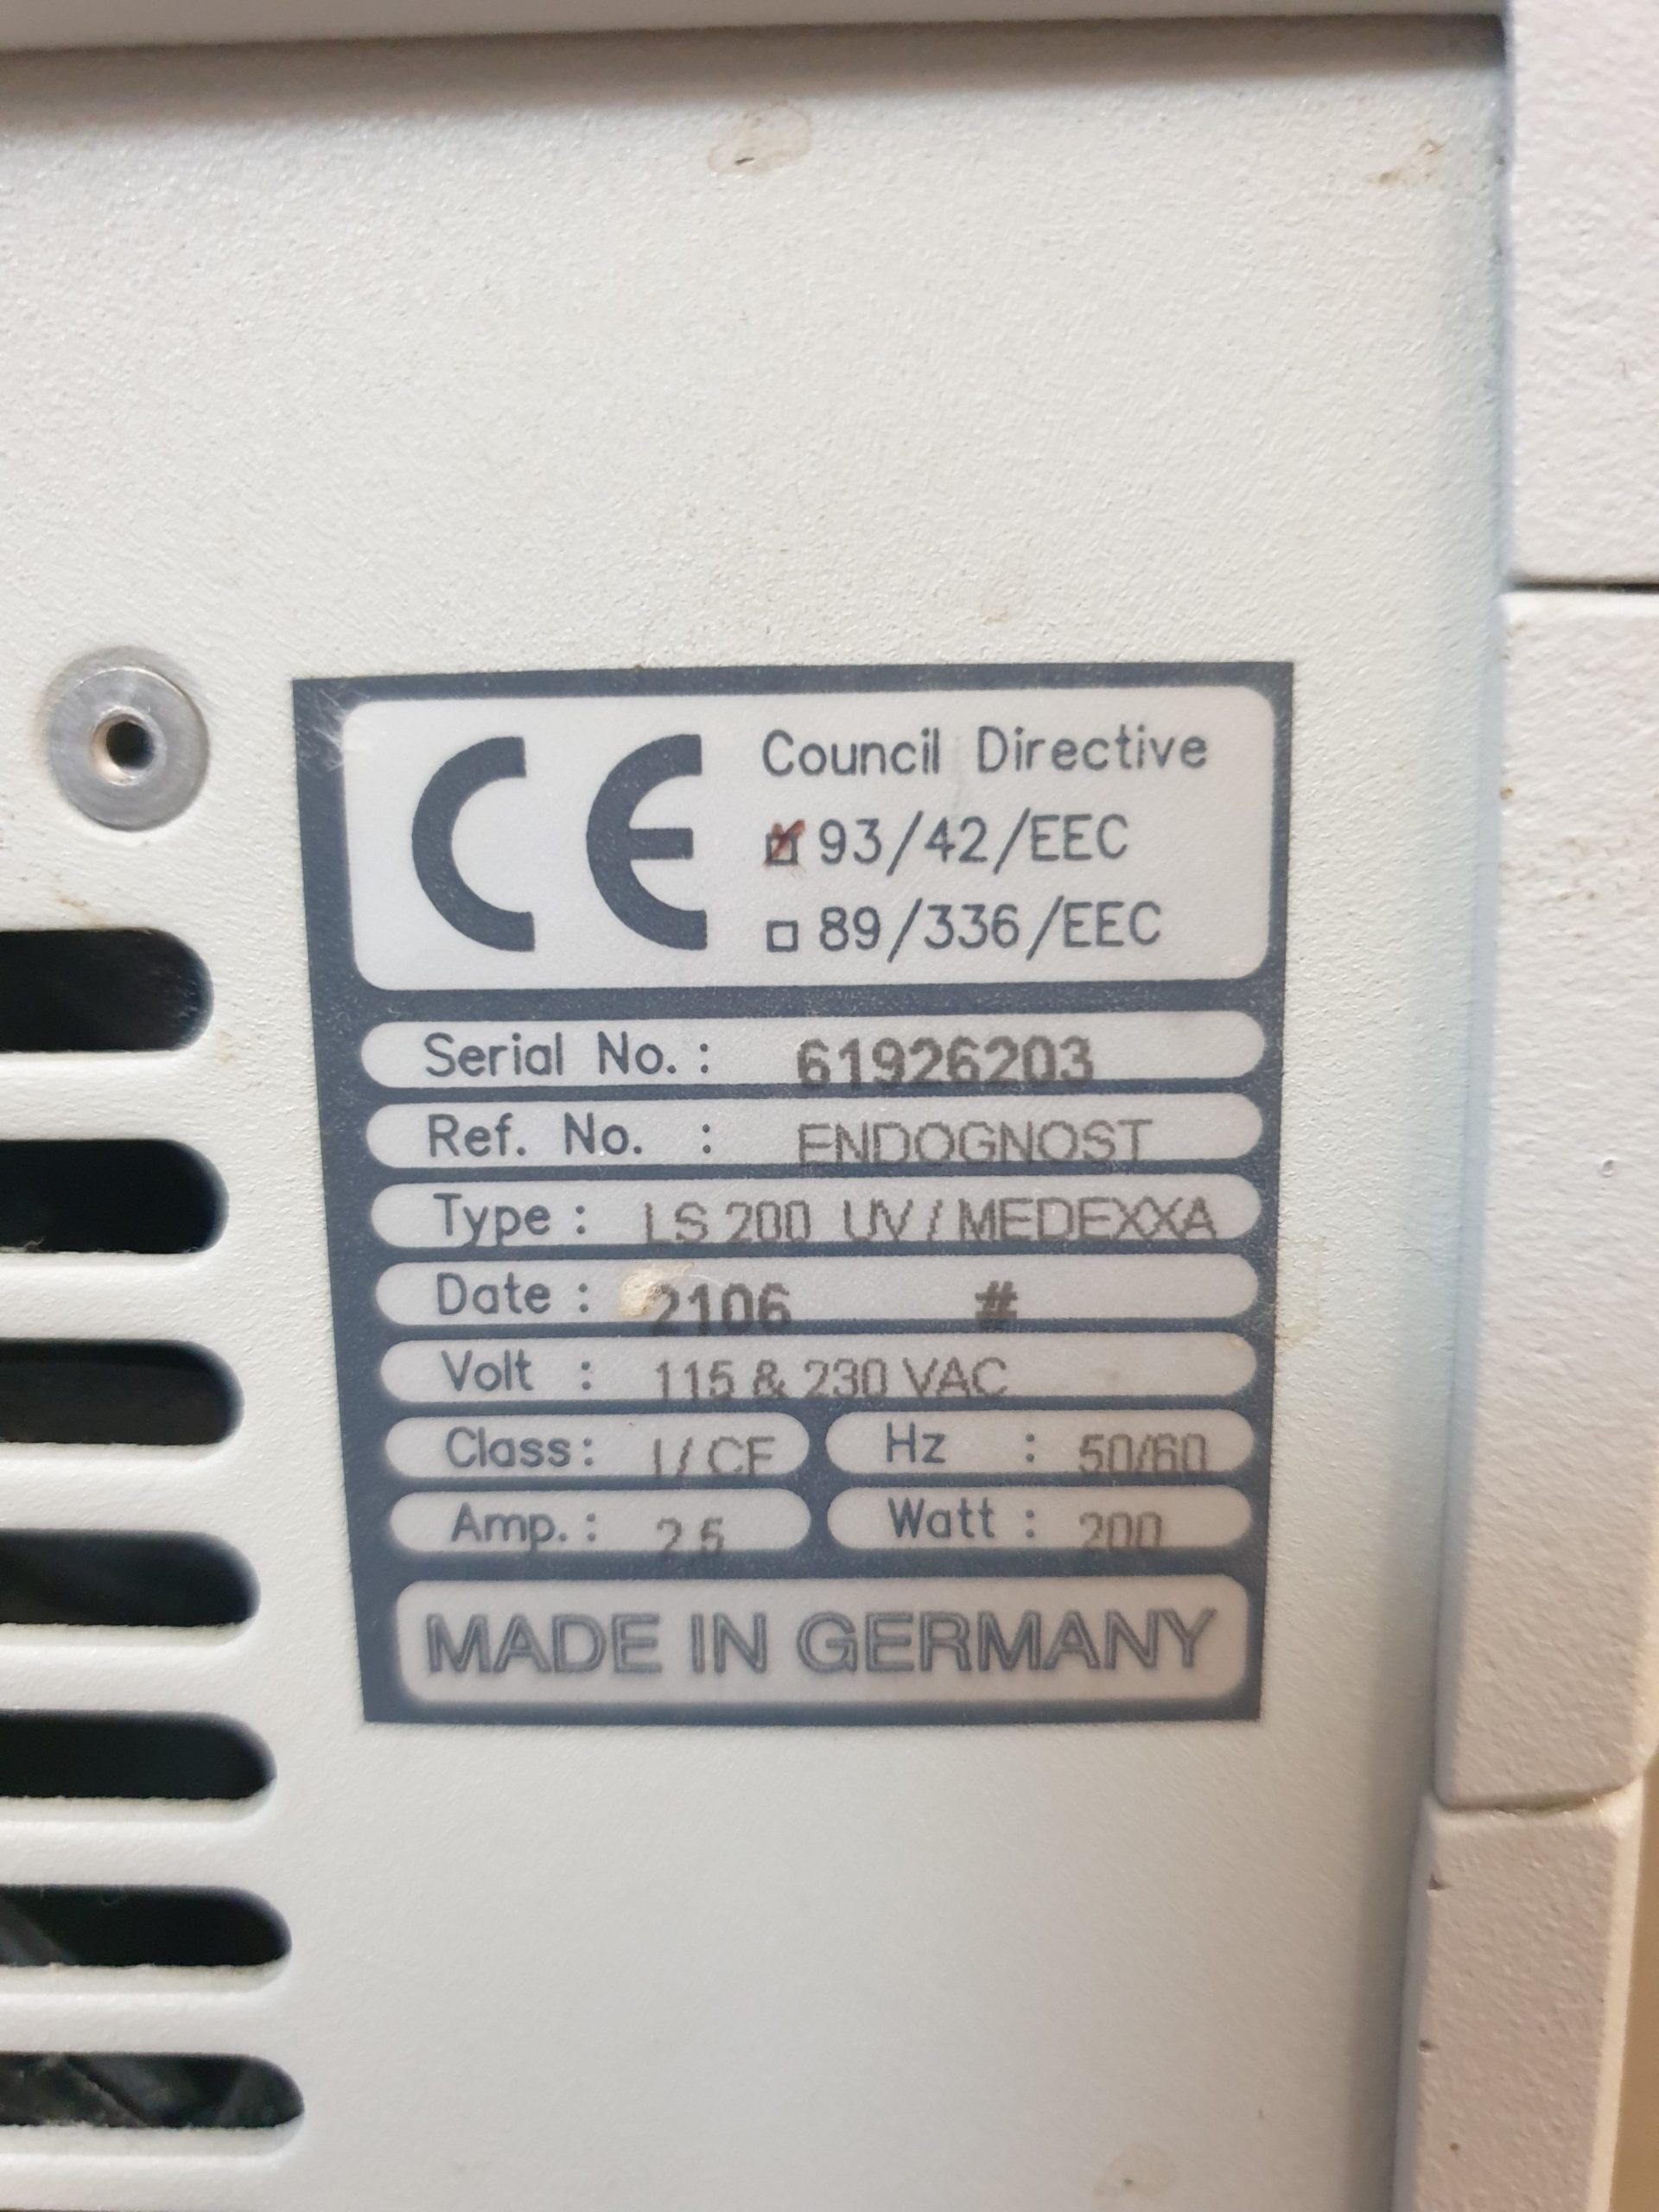 CE
Council Directive
93/42/EEC
89/336/EEC
Serial No.: 61926203
Ref. No. : ENDOGNOST
Type : LS 200 UV / MEDEXXA
Date : 2106 #
Volt : 115 & 230 VAC
Class: I / CF
Hz : 50/60
Amp.: 2.5
Watt : 200
MADE IN GERMANY